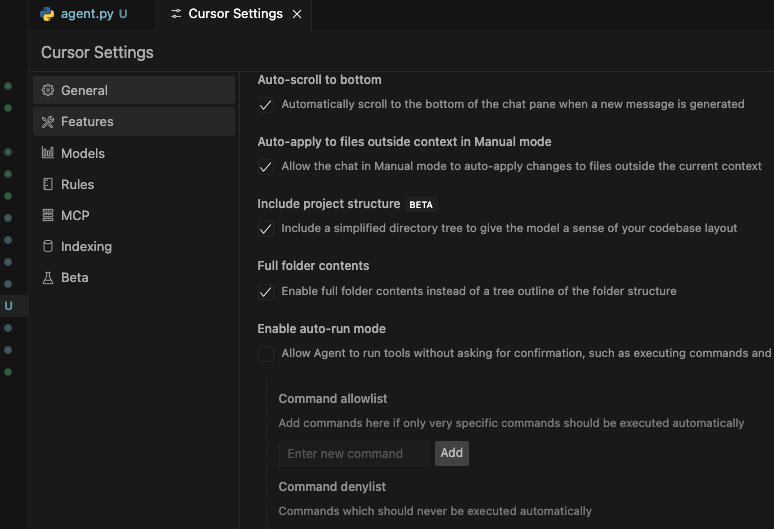 agent.py U
Cursor Settings
Cursor Settings
General
Features
Models
Rules
MCP
Indexing
Beta
U
Auto-scroll to bottom
Automatically scroll to the bottom of the chat pane when a new message is generated
Auto-apply to files outside context in Manual mode
Allow the chat in Manual mode to auto-apply changes to files outside the current context
Include project structure BETA
Include a simplified directory tree to give the model a sense of your codebase layout
Full folder contents
Enable full folder contents instead of a tree outline of the folder structure
Enable auto-run mode
Allow Agent to run tools without asking for confirmation, such as executing commands and
Command allowlist
Add commands here if only very specific commands should be executed automatically
Enter new command Add
Command denylist
Commands which should never be executed automatically